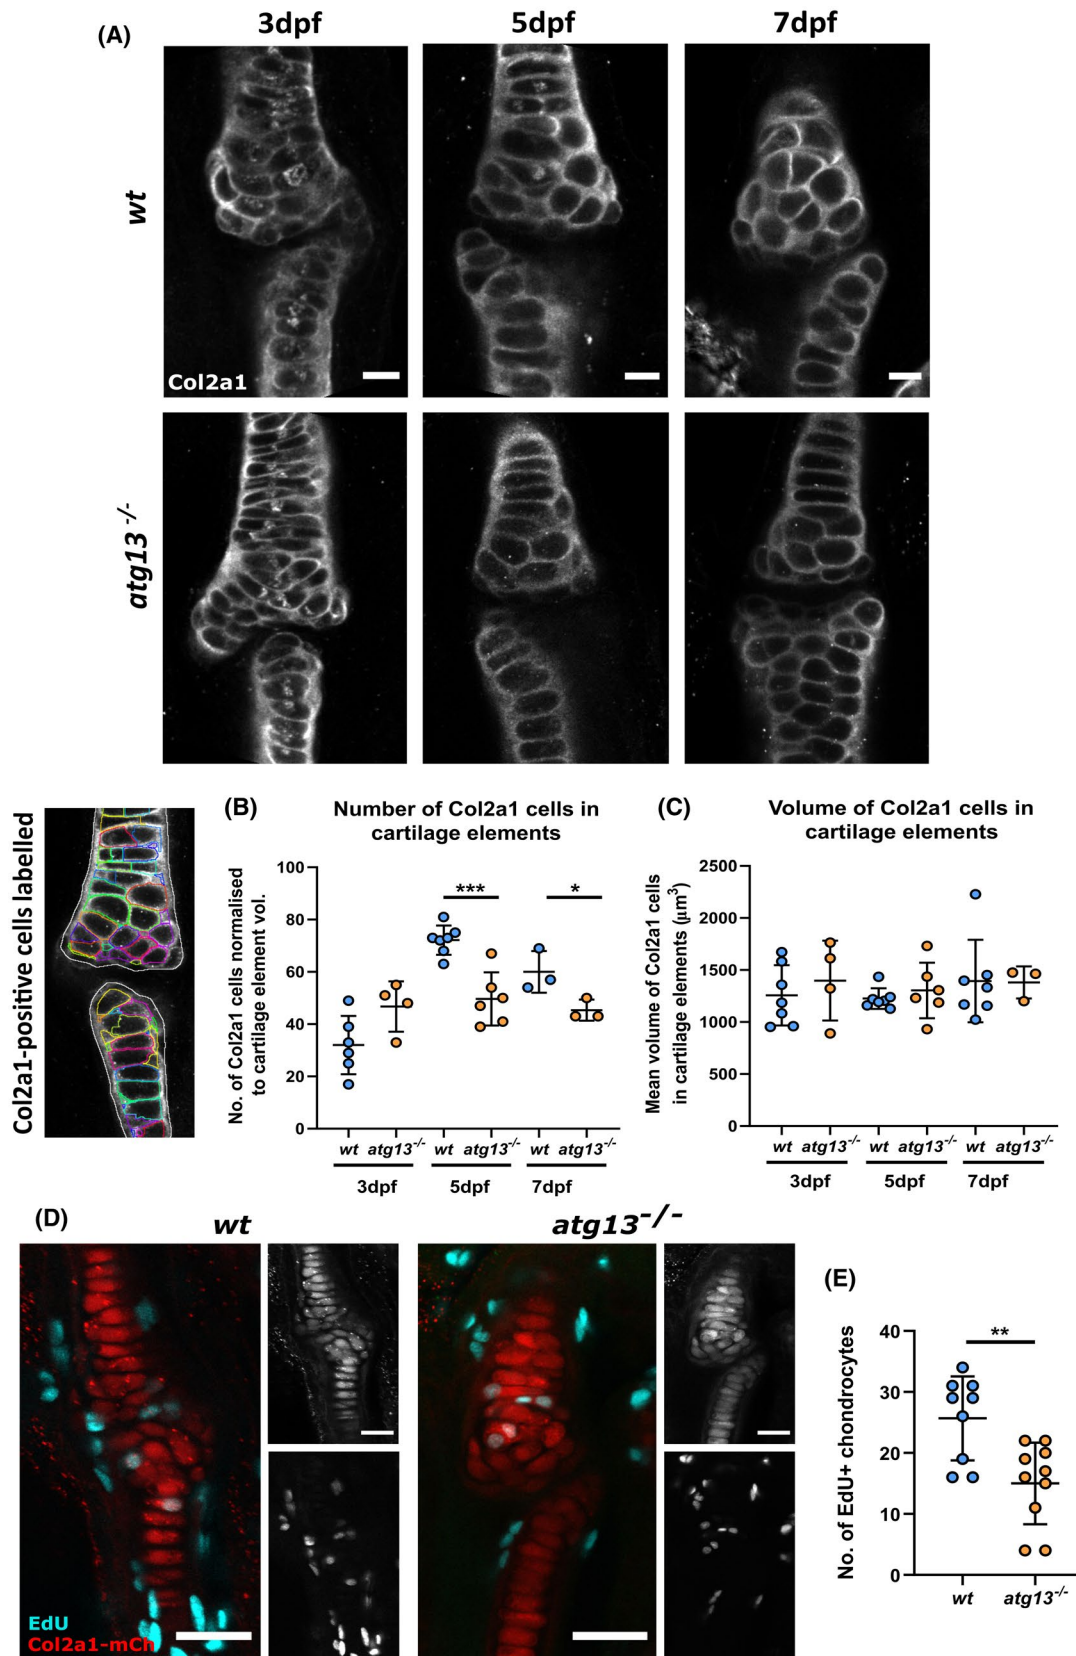 (A)
3dpf
5dpf
7dpf
wt
Col2a1
atg13-/-
Col2a1-positive cells labelled
(B)
Number of Col2a1 cells in
cartilage elements
No. of Col2a1 cells normalised
to cartilage element vol.
100
80
60
40
20
0
***
*
wt atg13-/- wt atg13-/- wt atg13-/-
3dpf 5dpf 7dpf
(C)
Volume of Col2a1 cells in
cartilage elements
Mean volume of Col2a1 cells
in cartilage elements (μm3)
2500
2000
1500
1000
500
0
wt atg13-/- wt atg13-/- wt atg13-/-
3dpf 5dpf 7dpf
(D)
wt
atg13-/-
EdU
Col2a1-mCh
(E)
No. of EdU+ chondrocytes
40
30
20
10
0
**
wt atg13-/-